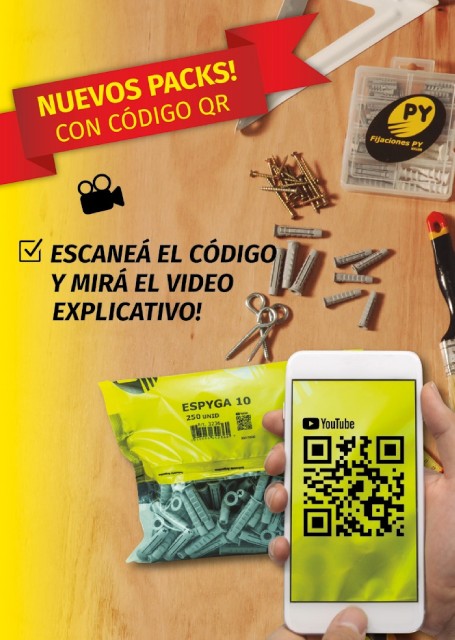 NUEVOS PACKS!
CON CÓDIGO QR
PY
Fijaciones PY
ESCANEÁ EL CÓDIGO
Y MIRÁ EL VIDEO
EXPLICATIVO!
ESPYGA 10
250 UNID
YouTube